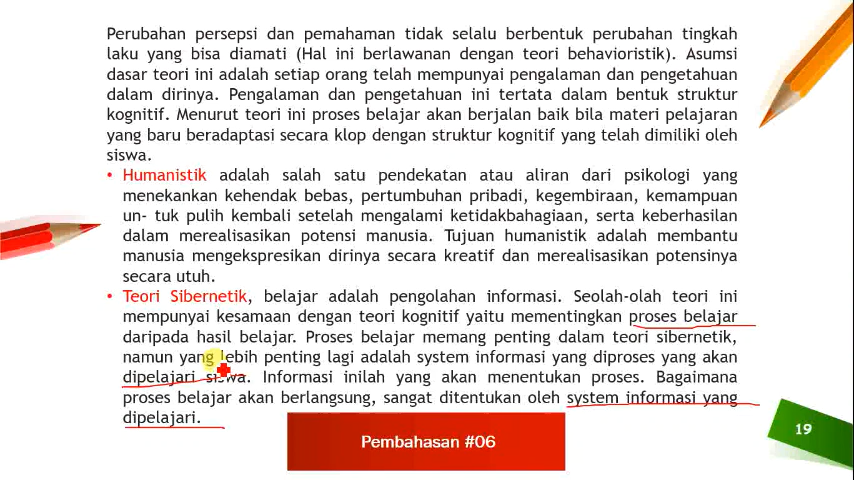 Perubahan persepsi dan pemahaman tidak selalu berbentuk perubahan tingkah
laku yang bisa diamati (Hal ini berlawanan dengan teori behavioristik). Asumsi
dasar teori ini adalah setiap orang telah mempunyai pengalaman dan pengetahuan
dalam dirinya. Pengalaman dan pengetahuan ini tertata dalam bentuk struktur
kognitif. Menurut teori ini proses belajar akan berjalan baik bila materi pelajaran
yang baru beradaptasi secara klop dengan struktur kognitif yang telah dimiliki oleh
siswa.
• Humanistik adalah salah satu pendekatan atau aliran dari psikologi yang
menekankan kehendak bebas, pertumbuhan pribadi, kegembiraan, kemampuan
un- tuk pulih kembali setelah mengalami ketidakbahagiaan, serta keberhasilan
dalam merealisasikan potensi manusia. Tujuan humanistik adalah membantu
manusia mengekspresikan dirinya secara kreatif dan merealisasikan potensinya
secara utuh.
• Teori Sibernetik, belajar adalah pengolahan informasi. Seolah-olah teori ini
mempunyai kesamaan dengan teori kognitif yaitu mementingkan proses belajar
daripada hasil belajar. Proses belajar memang penting dalam teori sibernetik,
namun yang lebih penting lagi adalah system informasi yang diproses yang akan
dipelajari siswa. Informasi inilah yang akan menentukan proses. Bagaimana
proses belajar akan berlangsung, sangat ditentukan oleh system informasi yang
dipelajari.
Pembahasan #06
19